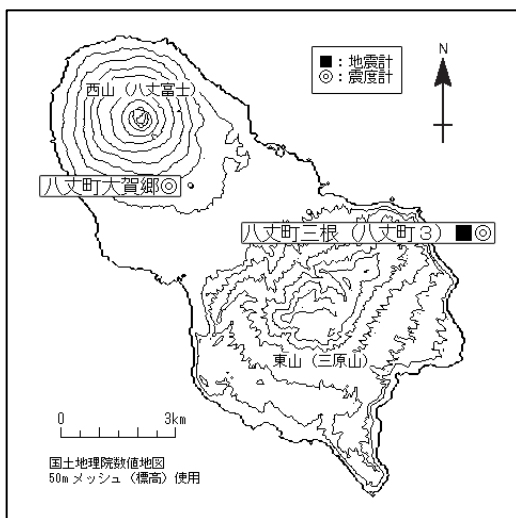 西山（八丈富士）
■：地震計
◎：震度計
N
八丈町大賀郷◎
八丈町三根（八丈町３）■◎
東山（三原山）
0 3km
国土地理院数値地図
50mメッシュ（標高）使用